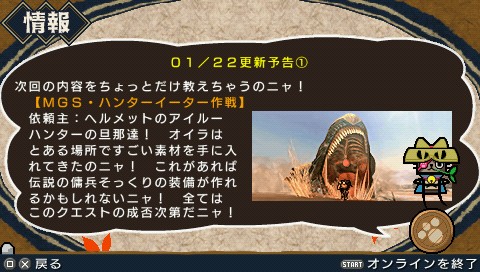 情報
01/22更新予告①
次回の内容をちょっとだけ教えちゃうのニャ!
【MGS・ハンターイーター作戦】
依頼主:ヘルメットのアイルー
ハンターの旦那達! オイラは
とある場所ですごい素材を手に入
れてきたのニャ! これがあれば
伝説の傭兵そっくりの装備が作れ
るかもしれないニャ! 全ては
このクエストの成否次第だニャ!
戻る
START オンラインを終了